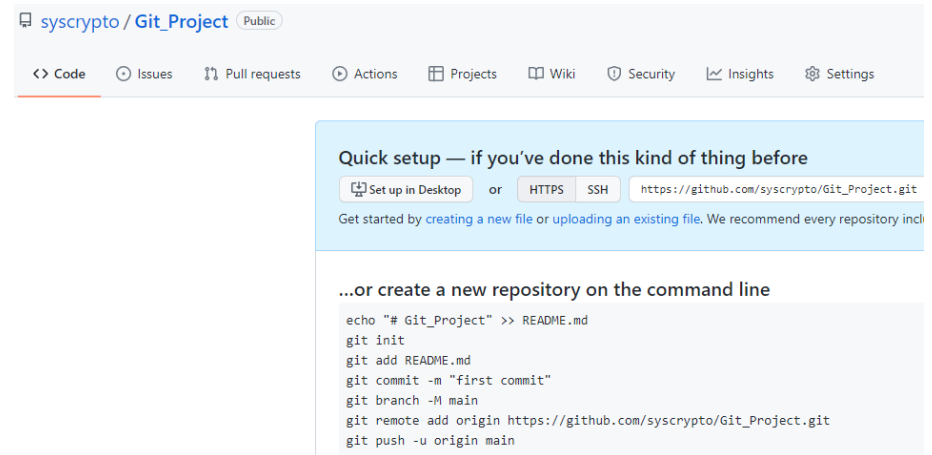 syscrypto / Git_Project Public
Code Issues Pull requests Actions Projects Wiki Security Insights Settings
Quick setup — if you’ve done this kind of thing before
Set up in Desktop or HTTPS SSH https://github.com/syscrypto/Git_Project.git
Get started by creating a new file or uploading an existing file. We recommend every repository
...or create a new repository on the command line
echo "# Git_Project" >> README.md
git init
git add README.md
git commit -m "first commit"
git branch -M main
git remote add origin https://github.com/syscrypto/Git_Project.git
git push -u origin main